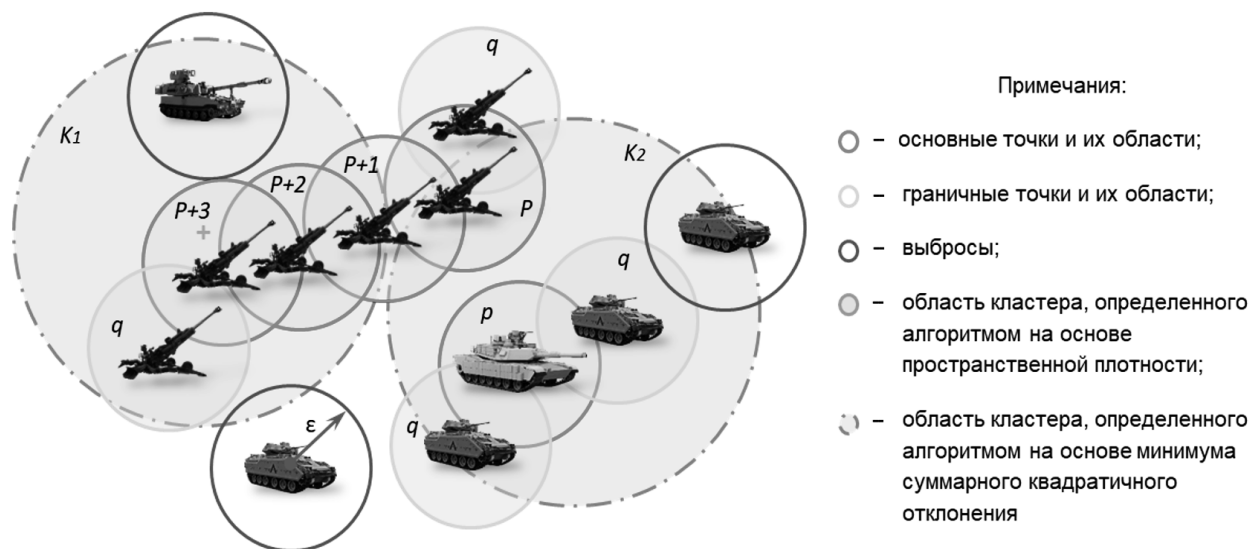 q
K1
K2
P+1
P+2
P+3
P
q
p
q
q
ε
Примечания:
– основные точки и их области;
– граничные точки и их области;
– выбросы;
– область кластера, определенного
алгоритмом на основе
пространственной плотности;
– область кластера, определенного
алгоритмом на основе минимума
суммарного квадратичного
отклонения